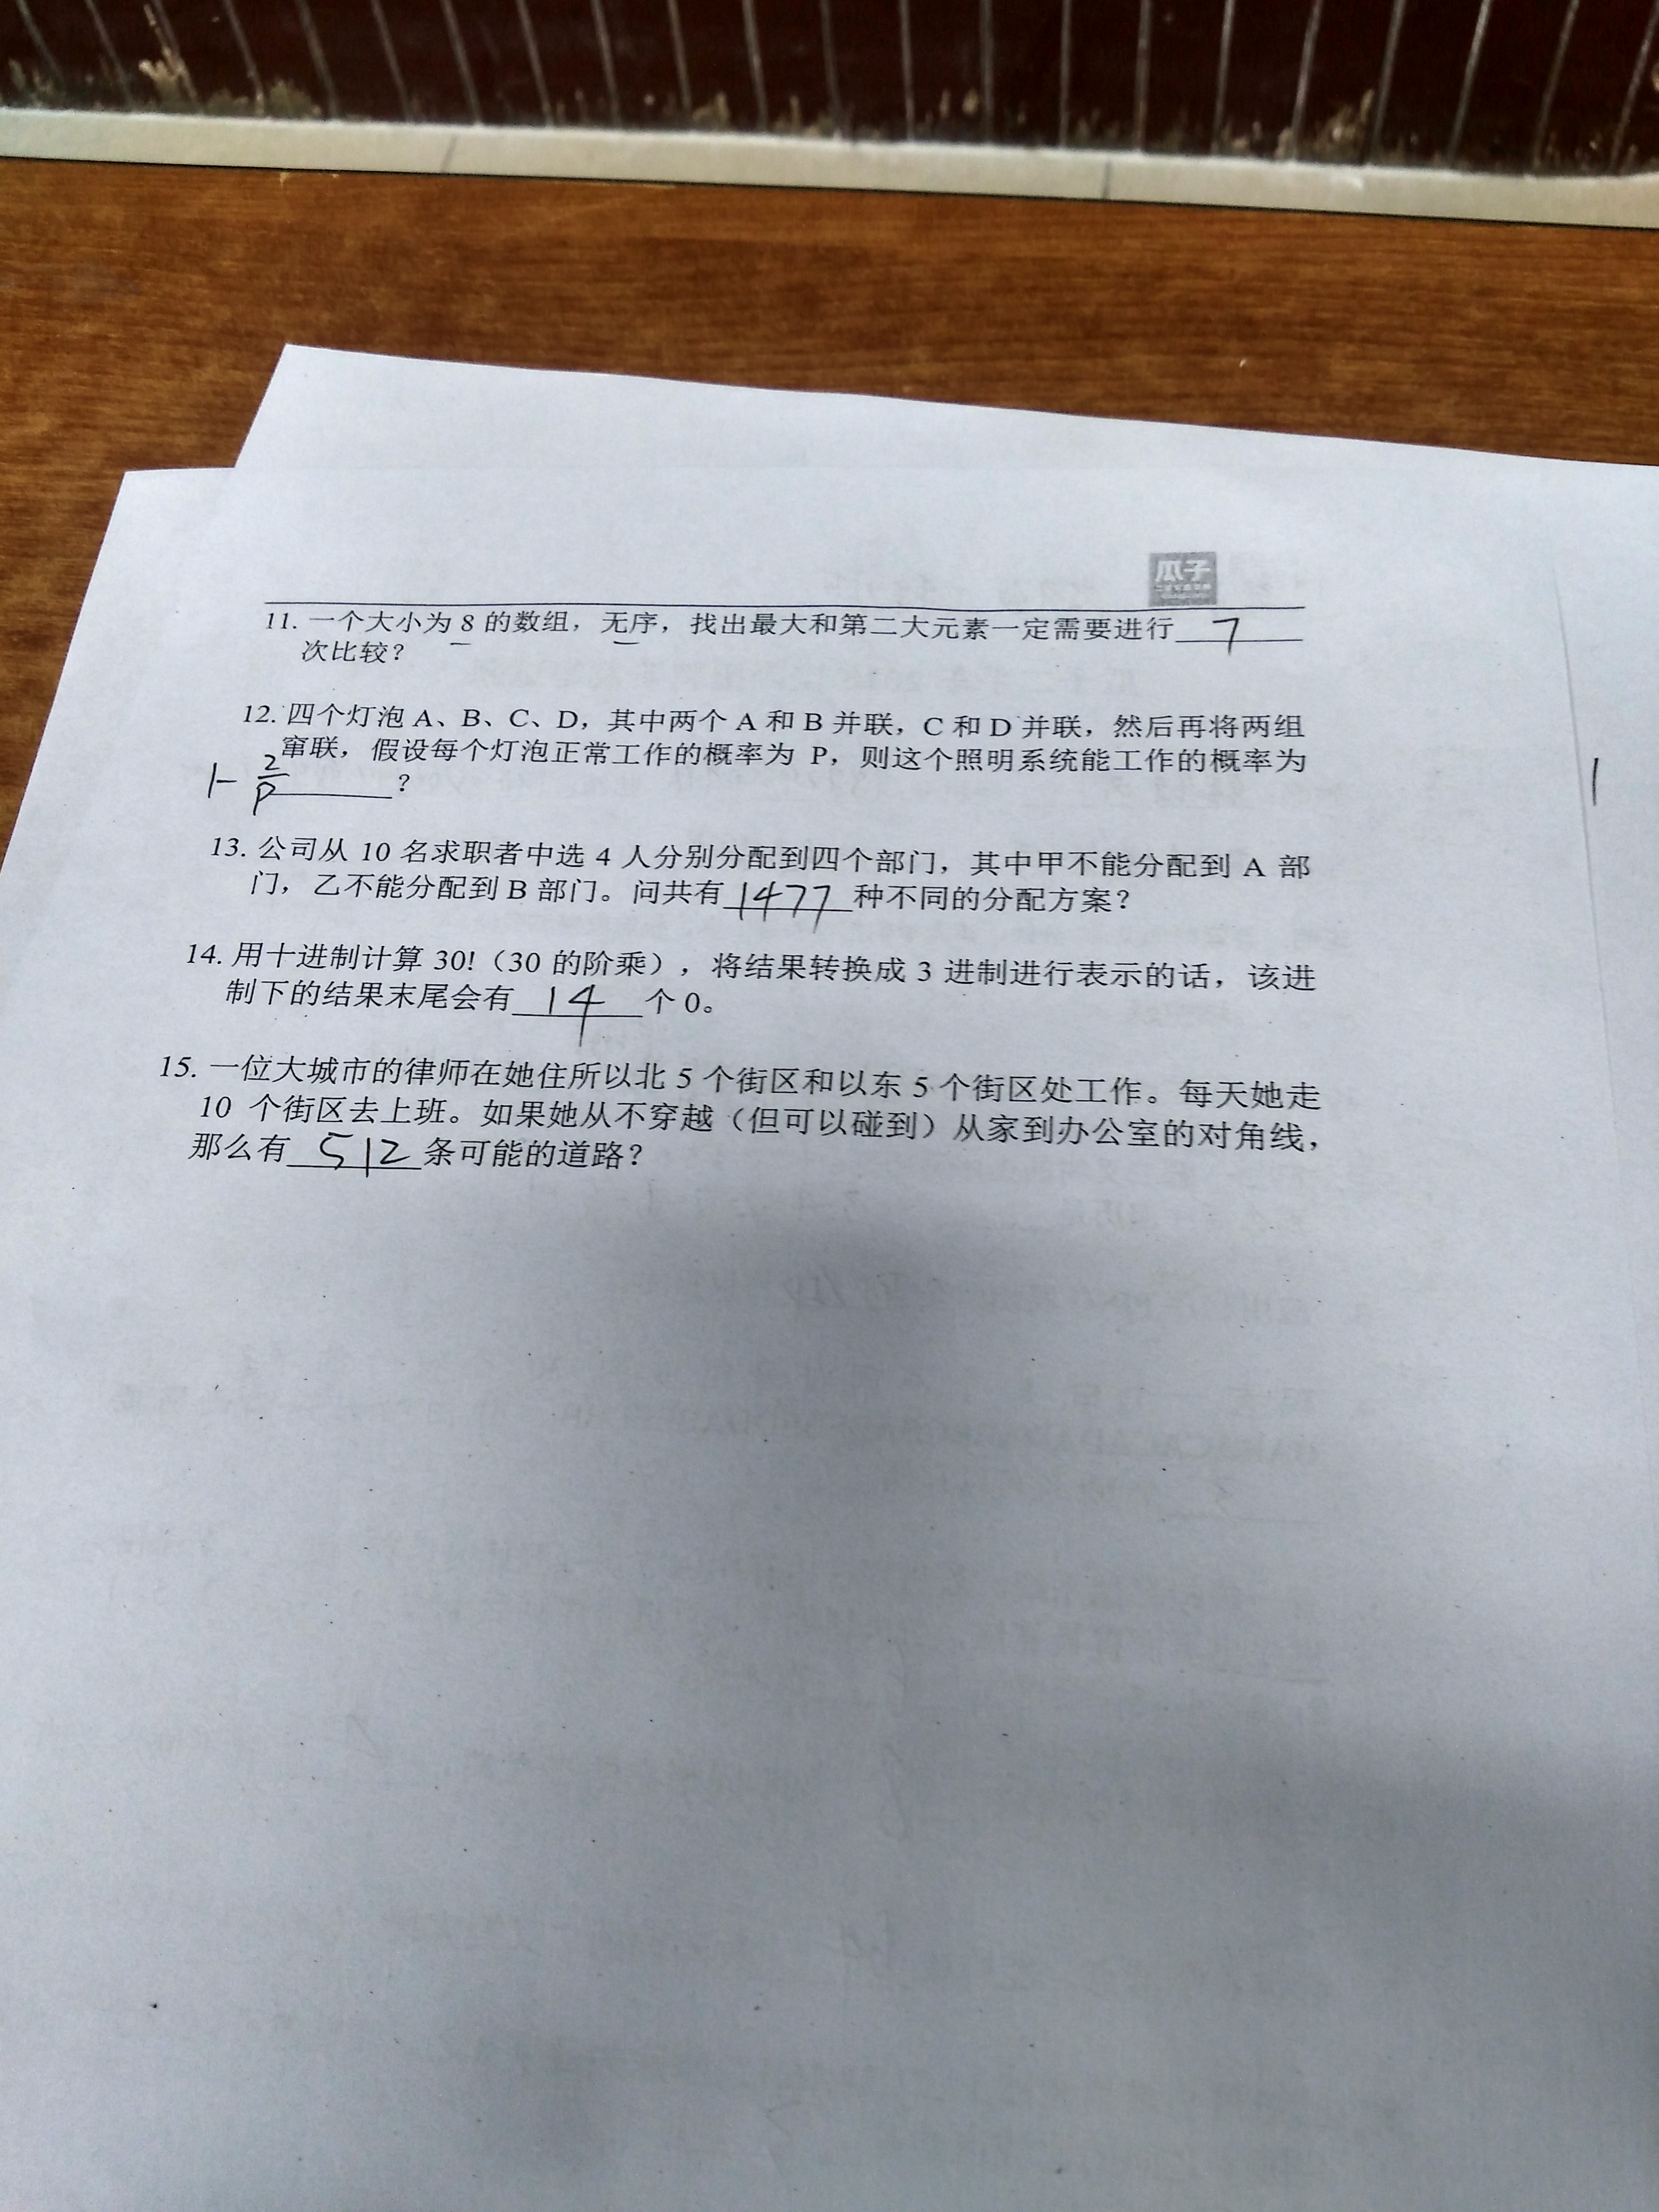 瓜子
11. 一个大小为 8 的数组，无序，找出最大和第二大元素一定需要进行 7
次比较？
12. 四个灯泡 A、B、C、D，其中两个 A 和 B 并联，C 和 D 并联，然后再将两组
窜联，假设每个灯泡正常工作的概率为 P，则这个照明系统能工作的概率为
1- 2/P ？
13. 公司从 10 名求职者中选 4 人分别分配到四个部门，其中甲不能分配到 A 部
门，乙不能分配到 B 部门。问共有 1477 种不同的分配方案？
14. 用十进制计算 30!（30 的阶乘），将结果转换成 3 进制进行表示的话，该进
制下的结果末尾会有 14 个 0。
15. 一位大城市的律师在她住所以北 5 个街区和以东 5 个街区处工作。每天她走
10 个街区去上班。如果她从不穿越（但可以碰到）从家到办公室的对角线，
那么有 512 条可能的道路？